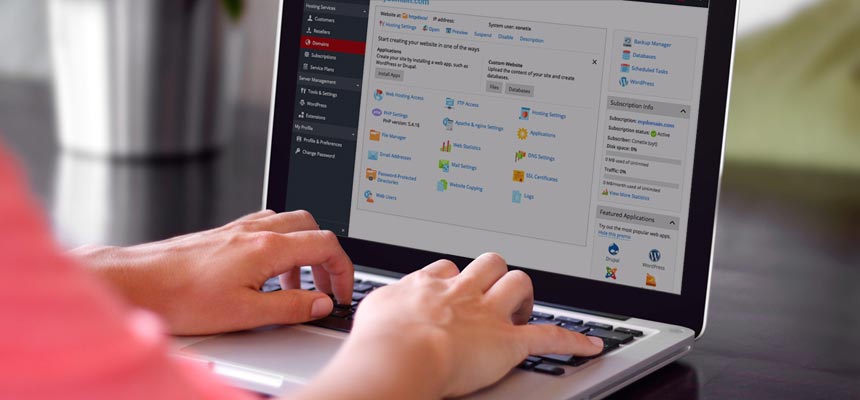 Hosting Services
Customers
Resellers
Domains
Subscriptions
Service Plans
Server Management
Tools & Settings
WordPress
Extensions
My Profile
Profile & Preferences
Change Password
Website at
IP address:
System user:
Hosting Settings
Open
Preview
Suspend
Disable
Description
Start creating your website in one of the ways
Applications
Create your site by installing a web app, such as
WordPress or Drupal.
Install Apps
Custom Website
Upload the content of your site and create
databases.
Files
Databases
Web Hosting Access
FTP Access
Hosting Settings
PHP Settings
PHP version: 5.4.16
Apache & nginx Settings
Applications
File Manager
Web Statistics
DNS Settings
Email Addresses
Mail Settings
SSL Certificates
Password-Protected
Directories
Website Copying
Logs
Web Users
Backup Manager
Databases
Scheduled Tasks
WordPress
Subscription Info
Subscription:
Subscription status: Active
Subscriber:
Disk space: 0%
0 MB used of Unlimited
Traffic: 0%
0 MB/month used of Unlimited
View More Statistics
Featured Applications
Try out the most popular web apps.
Hide this promo
Drupal
WordPress